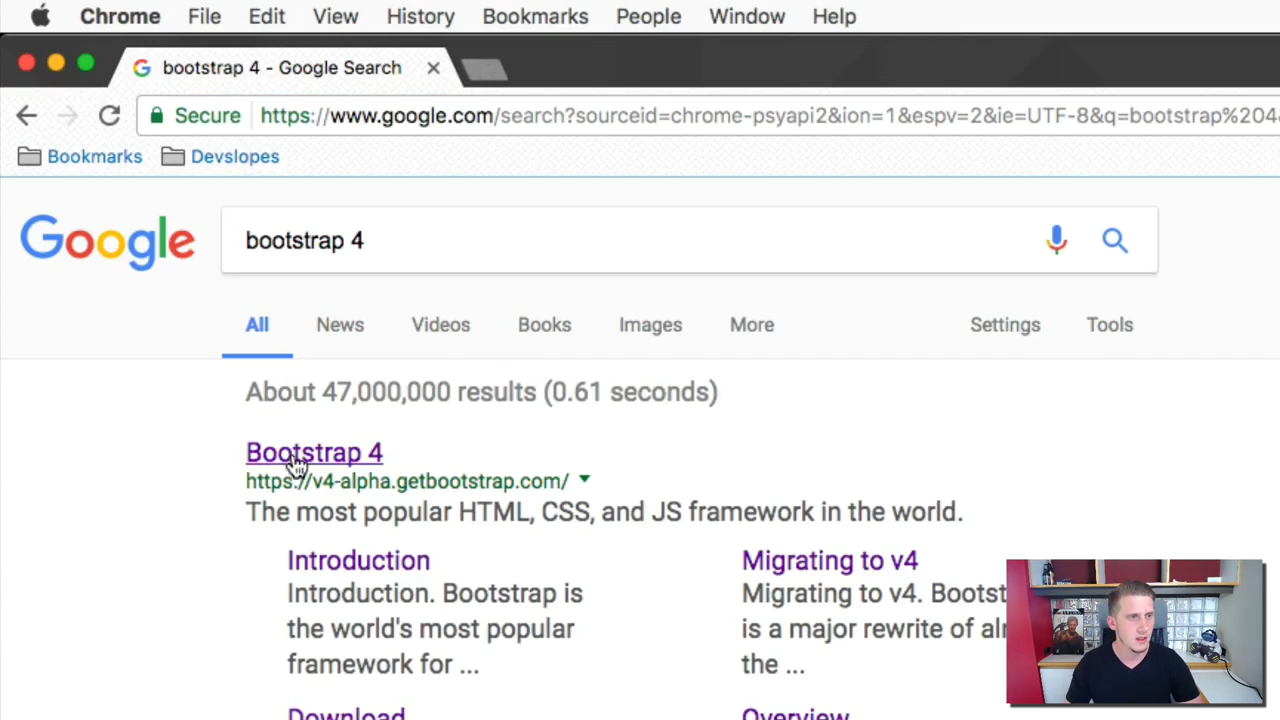 Chrome File Edit View History Bookmarks People Window Help
bootstrap 4 - Google Search
Secure https://www.google.com/search?sourceid=chrome-psyapi2&ion=1&espv=2&ie=UTF-8&q=bootstrap%204&
Bookmarks Devslopes
Google bootstrap 4
All News Videos Books Images More Settings Tools
About 47,000,000 results (0.61 seconds)
Bootstrap 4
https://v4-alpha.getbootstrap.com/
The most popular HTML, CSS, and JS framework in the world.
Introduction
Introduction. Bootstrap is
the world's most popular
framework for ...
Migrating to v4
Migrating to v4. Bootst
is a major rewrite of al
the ...
Download
Overview